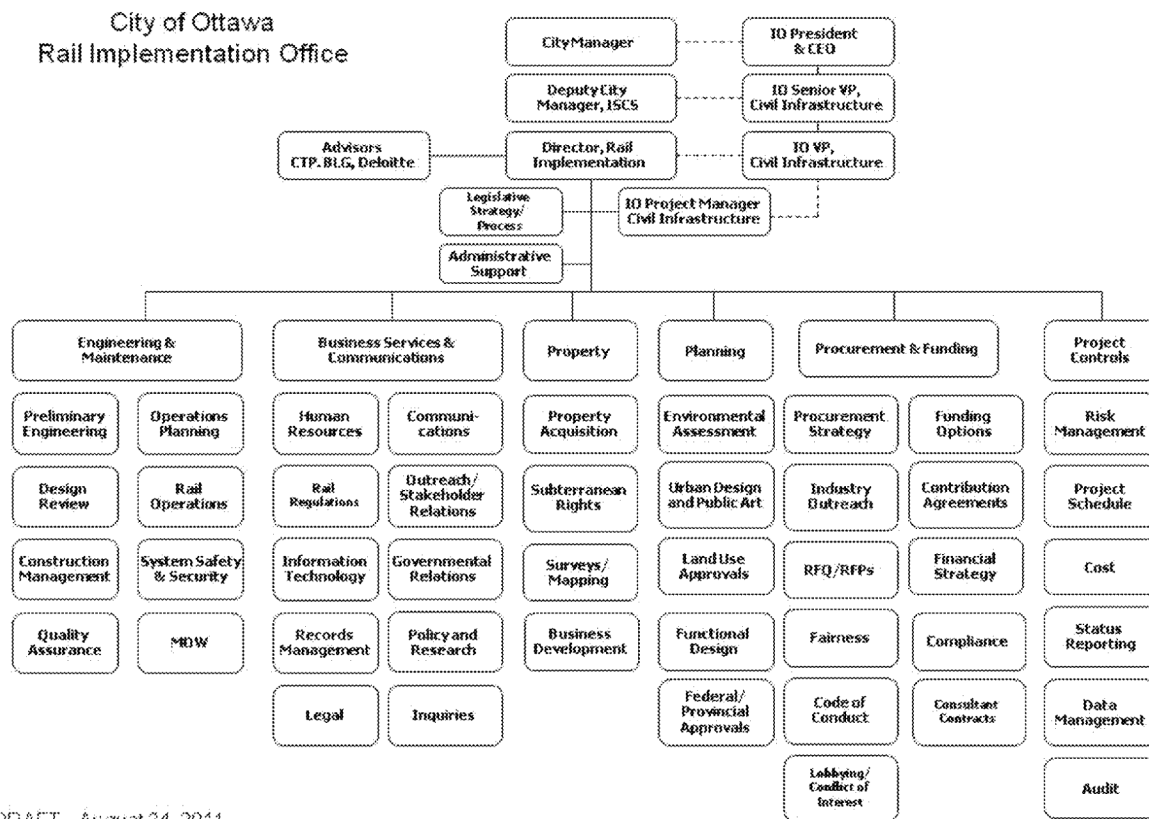 City of Ottawa
Rail Implementation Office
City Manager
IO President
& CEO
Deputy City
Manager, ISCS
IO Senior VP,
Civil Infrastructure
Advisors
CTP. BLG, Deloitte
Director, Rail
Implementation
IO VP,
Civil Infrastructure
Legislative
Strategy/
Process
IO Project Manager
Civil Infrastructure
Administrative
Support
Engineering &
Maintenance
Business Services &
Communications
Property
Planning
Procurement & Funding
Project
Controls
Preliminary
Engineering
Operations
Planning
Human
Resources
Communi-
cations
Property
Acquisition
Environmental
Assessment
Procurement
Strategy
Funding
Options
Risk
Management
Design
Review
Rail
Operations
Rail
Regulations
Outreach/
Stakeholder
Relations
Subterranean
Rights
Urban Design
and Public Art
Industry
Outreach
Contribution
Agreements
Project
Schedule
Construction
Management
System Safety
& Security
Information
Technology
Governmental
Relations
Surveys/
Mapping
Land Use
Approvals
RFQ/RFPs
Financial
Strategy
Cost
Quality
Assurance
MOW
Records
Management
Policy and
Research
Business
Development
Functional
Design
Fairness
Compliance
Status
Reporting
Legal
Inquiries
Federal/
Provincial
Approvals
Code of
Conduct
Consultant
Contracts
Data
Management
Lobbying/
Conflict of
Interest
Audit
DRAFT - August 24, 2011